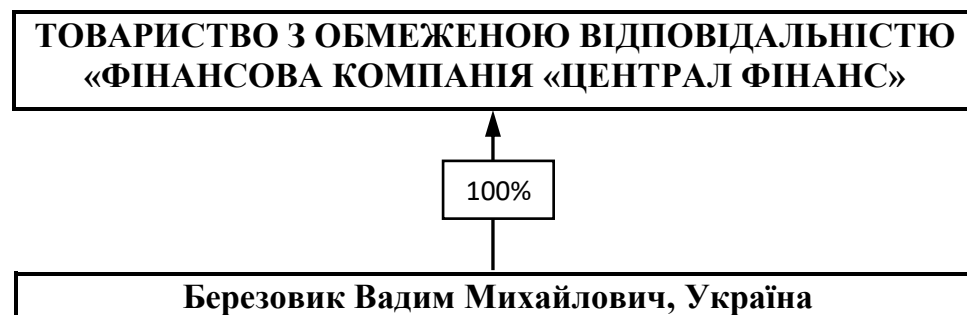 ТОВАРИСТВО З ОБМЕЖЕНОЮ ВІДПОВІДАЛЬНІСТЮ
«ФІНАНСОВА КОМПАНІЯ «ЦЕНТРАЛ ФІНАНС»
100%
Березовик Вадим Михайлович, Україна